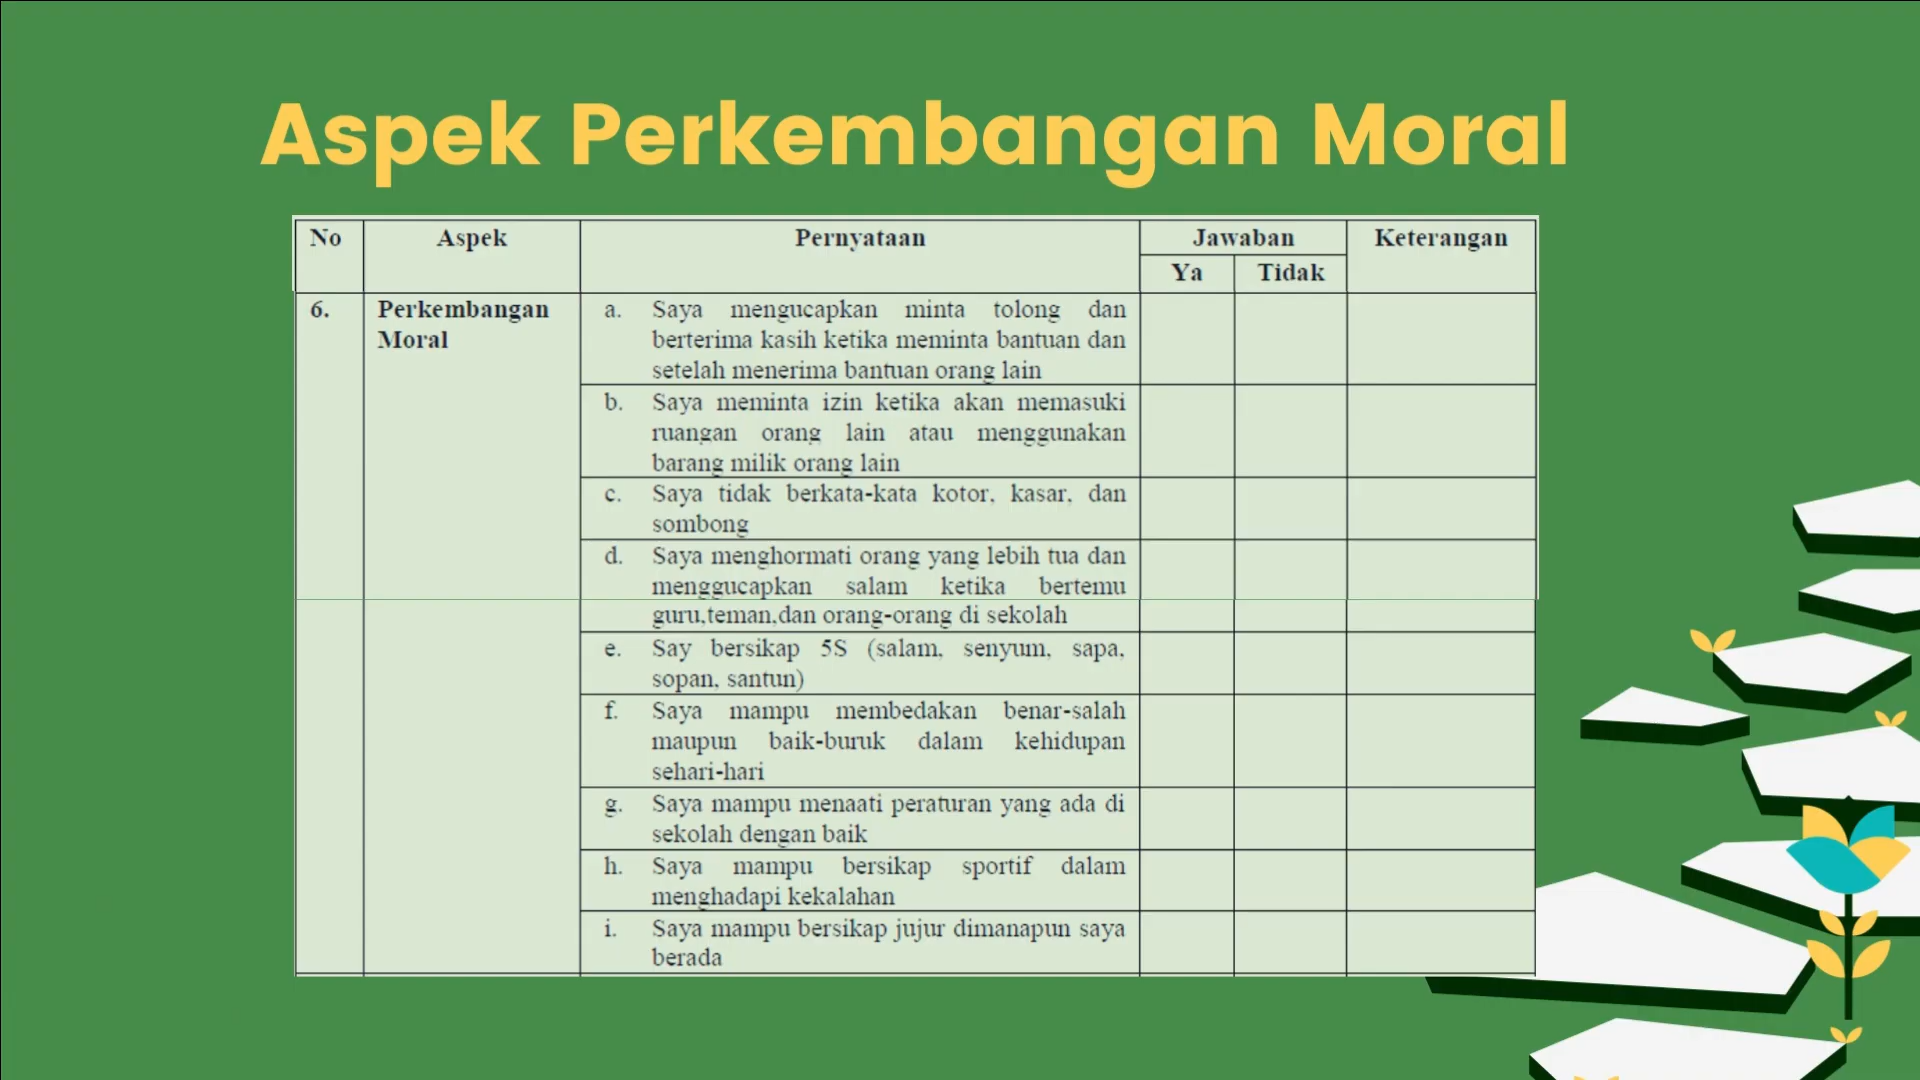 Aspek Perkembangan Moral
No Aspek Pernyataan Jawaban Keterangan
Ya Tidak
6. Perkembangan Moral
a. Saya mengucapkan minta tolong dan
berterima kasih ketika meminta bantuan dan
setelah menerima bantuan orang lain
b. Saya meminta izin ketika akan memasuki
ruangan orang lain atau menggunakan
barang milik orang lain
c. Saya tidak berkata-kata kotor, kasar, dan
sombong
d. Saya menghormati orang yang lebih tua dan
menggucapkan salam ketika bertemu
guru,teman,dan orang-orang di sekolah
e. Say bersikap 5S (salam, senyum, sapa,
sopan, santun)
f. Saya mampu membedakan benar-salah
maupun baik-buruk dalam kehidupan
sehari-hari
g. Saya mampu menaati peraturan yang ada di
sekolah dengan baik
h. Saya mampu bersikap sportif dalam
menghadapi kekalahan
i. Saya mampu bersikap jujur dimanapun saya
berada